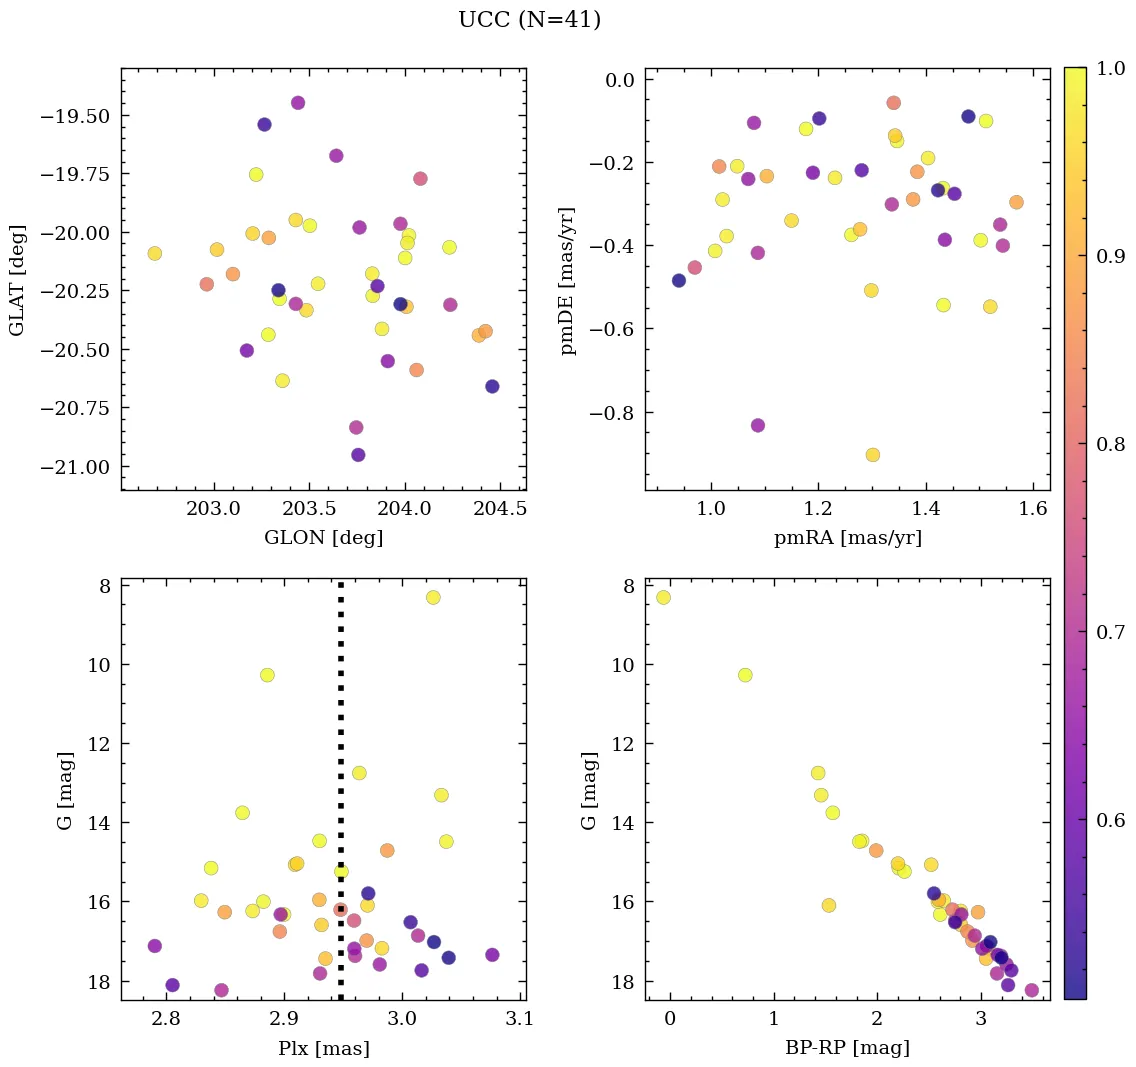 UCC (N=41)
−19.50
−19.75
−20.00
−20.25
−20.50
−20.75
−21.00
GLAT [deg]
203.0 203.5 204.0 204.5
GLON [deg]
0.0
−0.2
−0.4
−0.6
−0.8
pmDE [mas/yr]
1.0 1.2 1.4 1.6
pmRA [mas/yr]
1.0
0.9
0.8
0.7
0.6
8
10
12
14
16
18
G [mag]
2.8 2.9 3.0 3.1
Plx [mas]
8
10
12
14
16
18
G [mag]
0 1 2 3
BP-RP [mag]